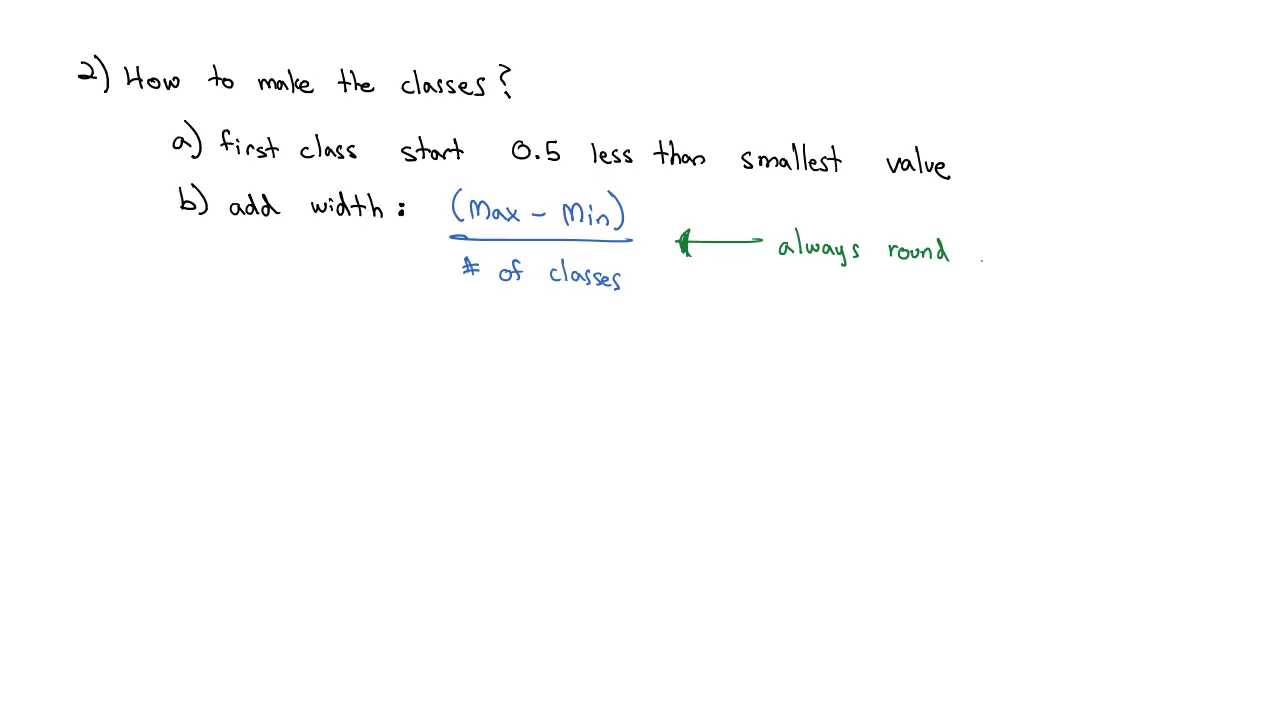 2) How to make the classes?
a) first class start 0.5 less than smallest value
b) add width: (Max - Min)
# of classes
always round